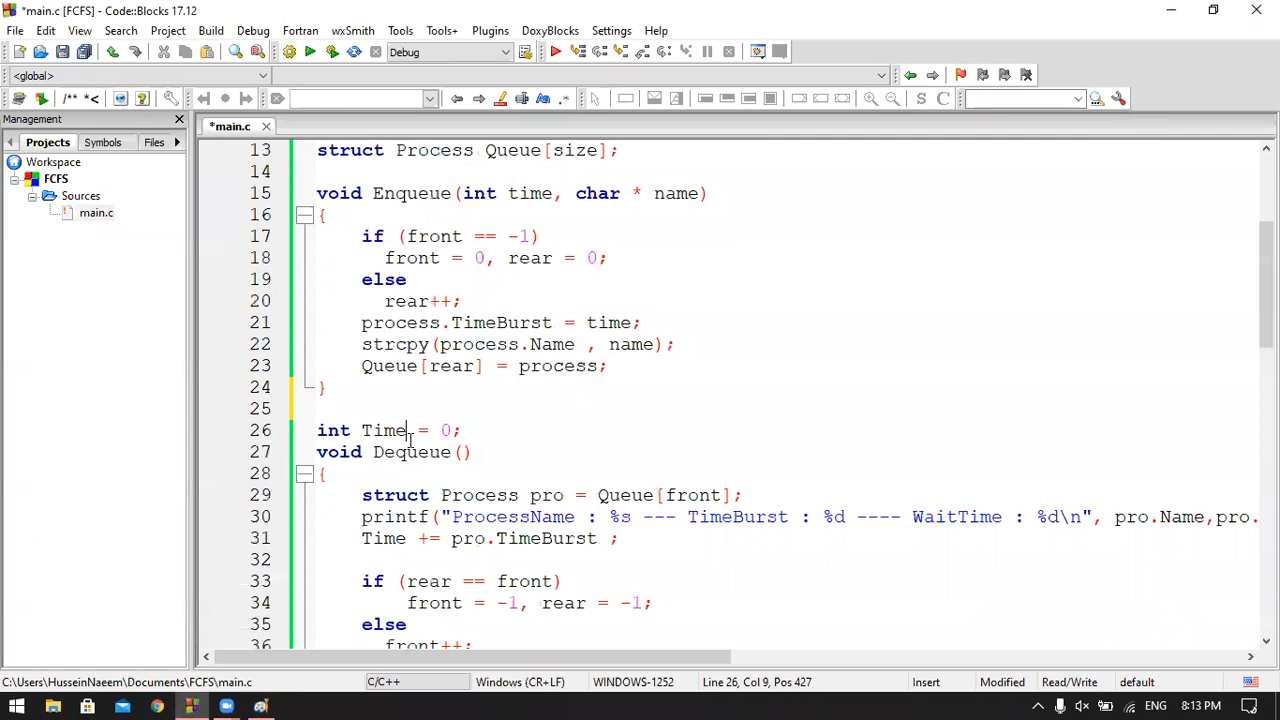 *main.c [FCFS] - Code::Blocks 17.12
File Edit View Search Project Build Debug Fortran wxSmith Tools Tools+ Plugins DoxyBlocks Settings Help
Debug
<global>
/** *<
S C
Management
Projects Symbols Files
*main.c
Workspace
FCFS
Sources
main.c
13 struct Process Queue[size];
14
15 void Enqueue(int time, char * name)
16 {
17 if (front == -1)
18 front = 0, rear = 0;
19 else
20 rear++;
21 process.TimeBurst = time;
22 strcpy(process.Name , name);
23 Queue[rear] = process;
24 }
25
26 int Time = 0;
27 void Dequeue()
28 {
29 struct Process pro = Queue[front];
30 printf("ProcessName : %s --- TimeBurst : %d ---- WaitTime : %d\n", pro.Name,pro.
31 Time += pro.TimeBurst ;
32
33 if (rear == front)
34 front = -1, rear = -1;
35 else
36 front++;
C:\Users\HusseinNaeem\Documents\FCFS\main.c C/C++ Windows (CR+LF) WINDOWS-1252 Line 26, Col 9, Pos 427 Insert Modified Read/Write default
ENG 8:13 PM